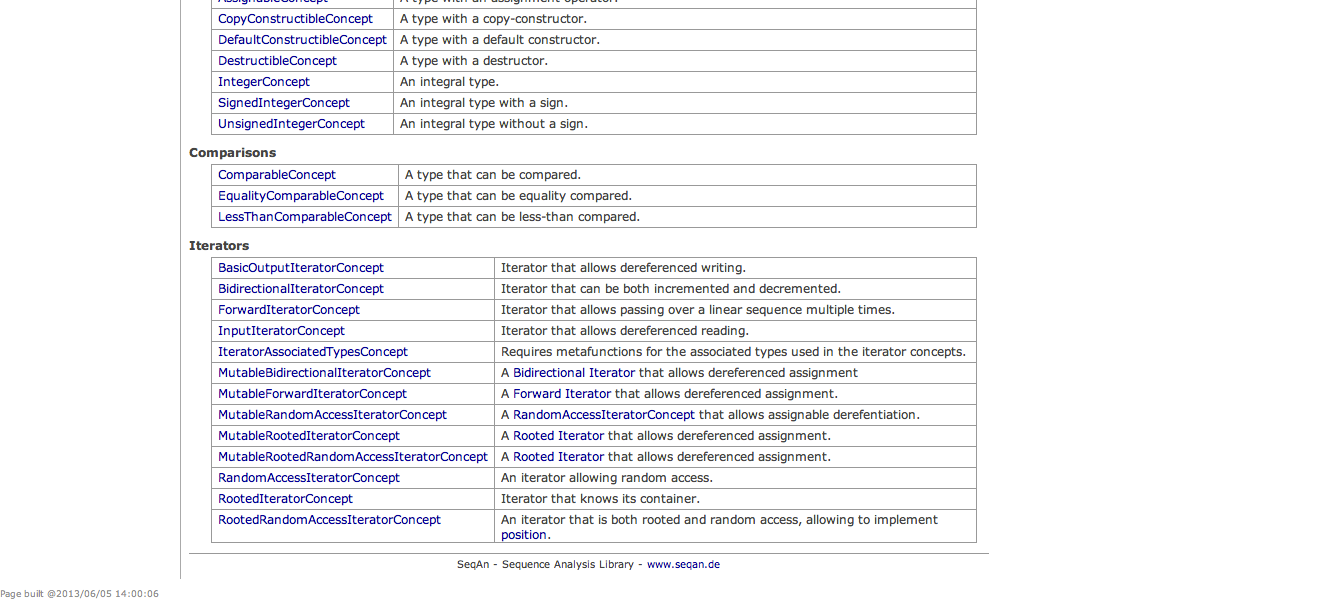 AssignableConcept A type with an assignment operator.
CopyConstructibleConcept A type with a copy-constructor.
DefaultConstructibleConcept A type with a default constructor.
DestructibleConcept A type with a destructor.
IntegerConcept An integral type.
SignedIntegerConcept An integral type with a sign.
UnsignedIntegerConcept An integral type without a sign.
Comparisons
ComparableConcept A type that can be compared.
EqualityComparableConcept A type that can be equality compared.
LessThanComparableConcept A type that can be less-than compared.
Iterators
BasicOutputIteratorConcept Iterator that allows dereferenced writing.
BidirectionalIteratorConcept Iterator that can be both incremented and decremented.
ForwardIteratorConcept Iterator that allows passing over a linear sequence multiple times.
InputIteratorConcept Iterator that allows dereferenced reading.
IteratorAssociatedTypesConcept Requires metafunctions for the associated types used in the iterator concepts.
MutableBidirectionalIteratorConcept A Bidirectional Iterator that allows dereferenced assignment
MutableForwardIteratorConcept A Forward Iterator that allows dereferenced assignment.
MutableRandomAccessIteratorConcept A RandomAccessIteratorConcept that allows assignable derefentiation.
MutableRootedIteratorConcept A Rooted Iterator that allows dereferenced assignment.
MutableRootedRandomAccessIteratorConcept A Rooted Iterator that allows dereferenced assignment.
RandomAccessIteratorConcept An iterator allowing random access.
RootedIteratorConcept Iterator that knows its container.
RootedRandomAccessIteratorConcept An iterator that is both rooted and random access, allowing to implement
position.
SeqAn - Sequence Analysis Library - www.seqan.de
Page built @2013/06/05 14:00:06